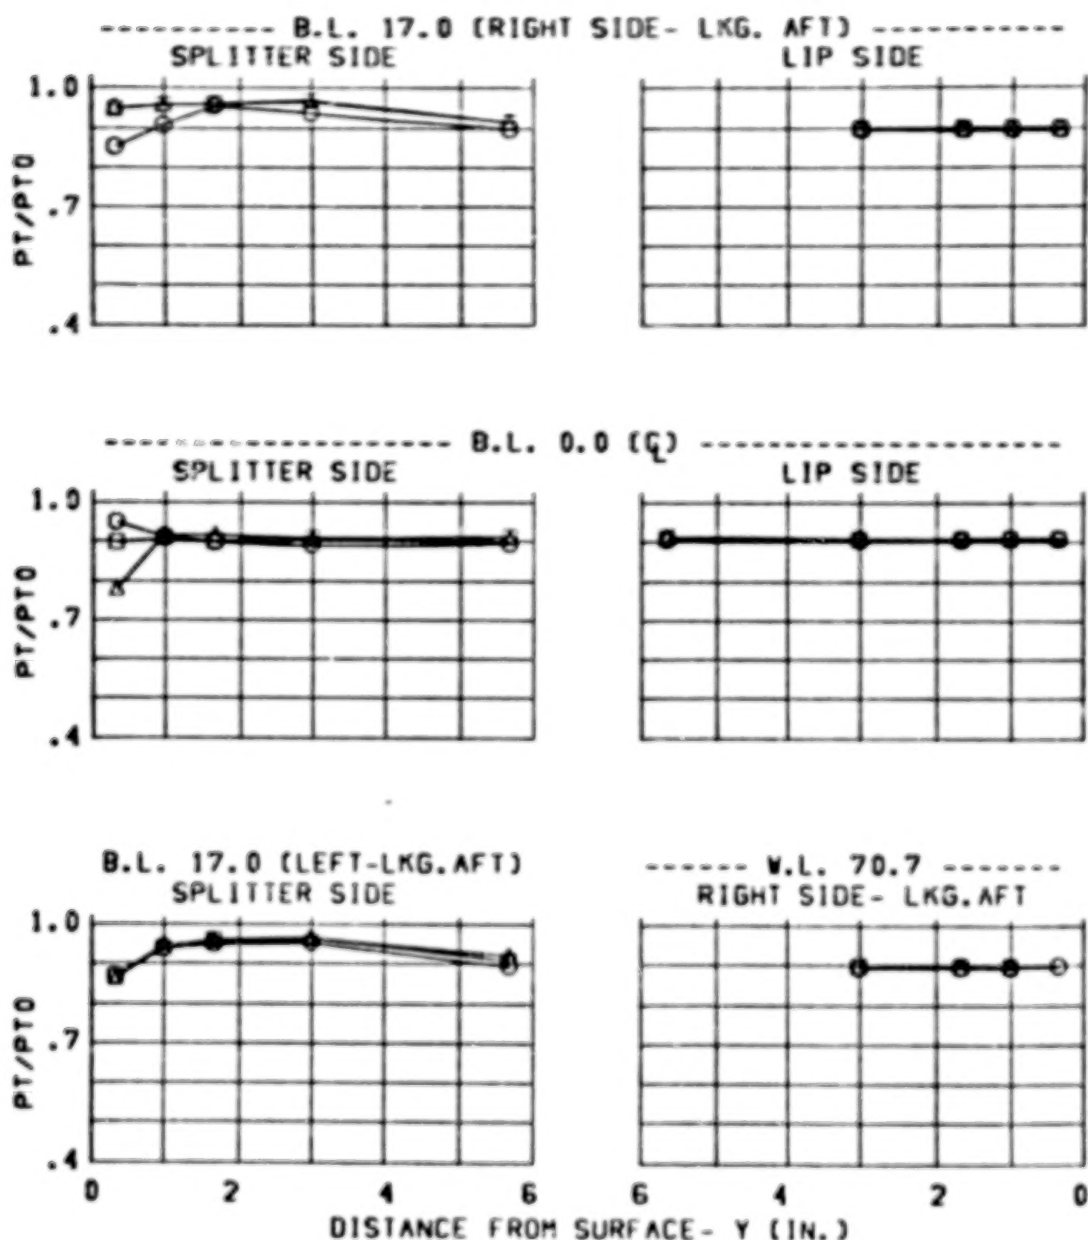 ---------- B.L. 17.0 (RIGHT SIDE- LKG. AFT) -------------
SPLITTER SIDE LIP SIDE
1.0
.7
.4
PT/PTO
-------------------- B.L. 0.0 (℄) ---------------------
SPLITTER SIDE LIP SIDE
1.0
.7
.4
PT/PTO
B.L. 17.0 (LEFT-LKG.AFT) ------ W.L. 70.7 -------
SPLITTER SIDE RIGHT SIDE- LKG.AFT
1.0
.7
.4
PT/PTO
0 2 4 6 6 4 2 0
DISTANCE FROM SURFACE- Y (IN.)